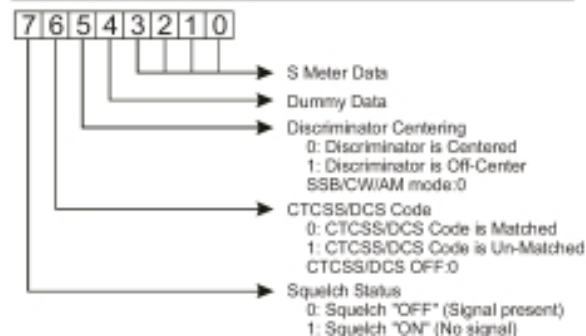 7 6 5 4 3 2 1 0
S Meter Data
Dummy Data
Discriminator Centering
0: Discriminator is Centered
1: Discriminator is Off-Center
SSB/CW/AM mode:0
CTCSS/DCS Code
0: CTCSS/DCS Code is Matched
1: CTCSS/DCS Code is Un-Matched
CTCSS/DCS OFF:0
Squelch Status
0: Squelch "OFF" (Signal present)
1: Squelch "ON" (No signal)